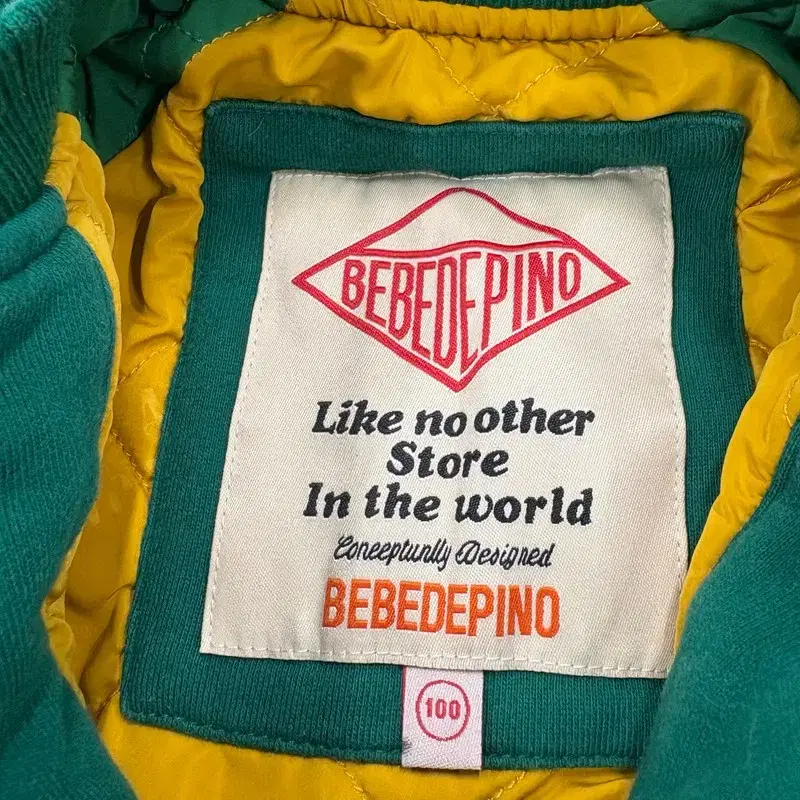 BEBEDEPINO
Like no other
Store
In the world
Conceptunlly Designed
BEBEDEPINO
100